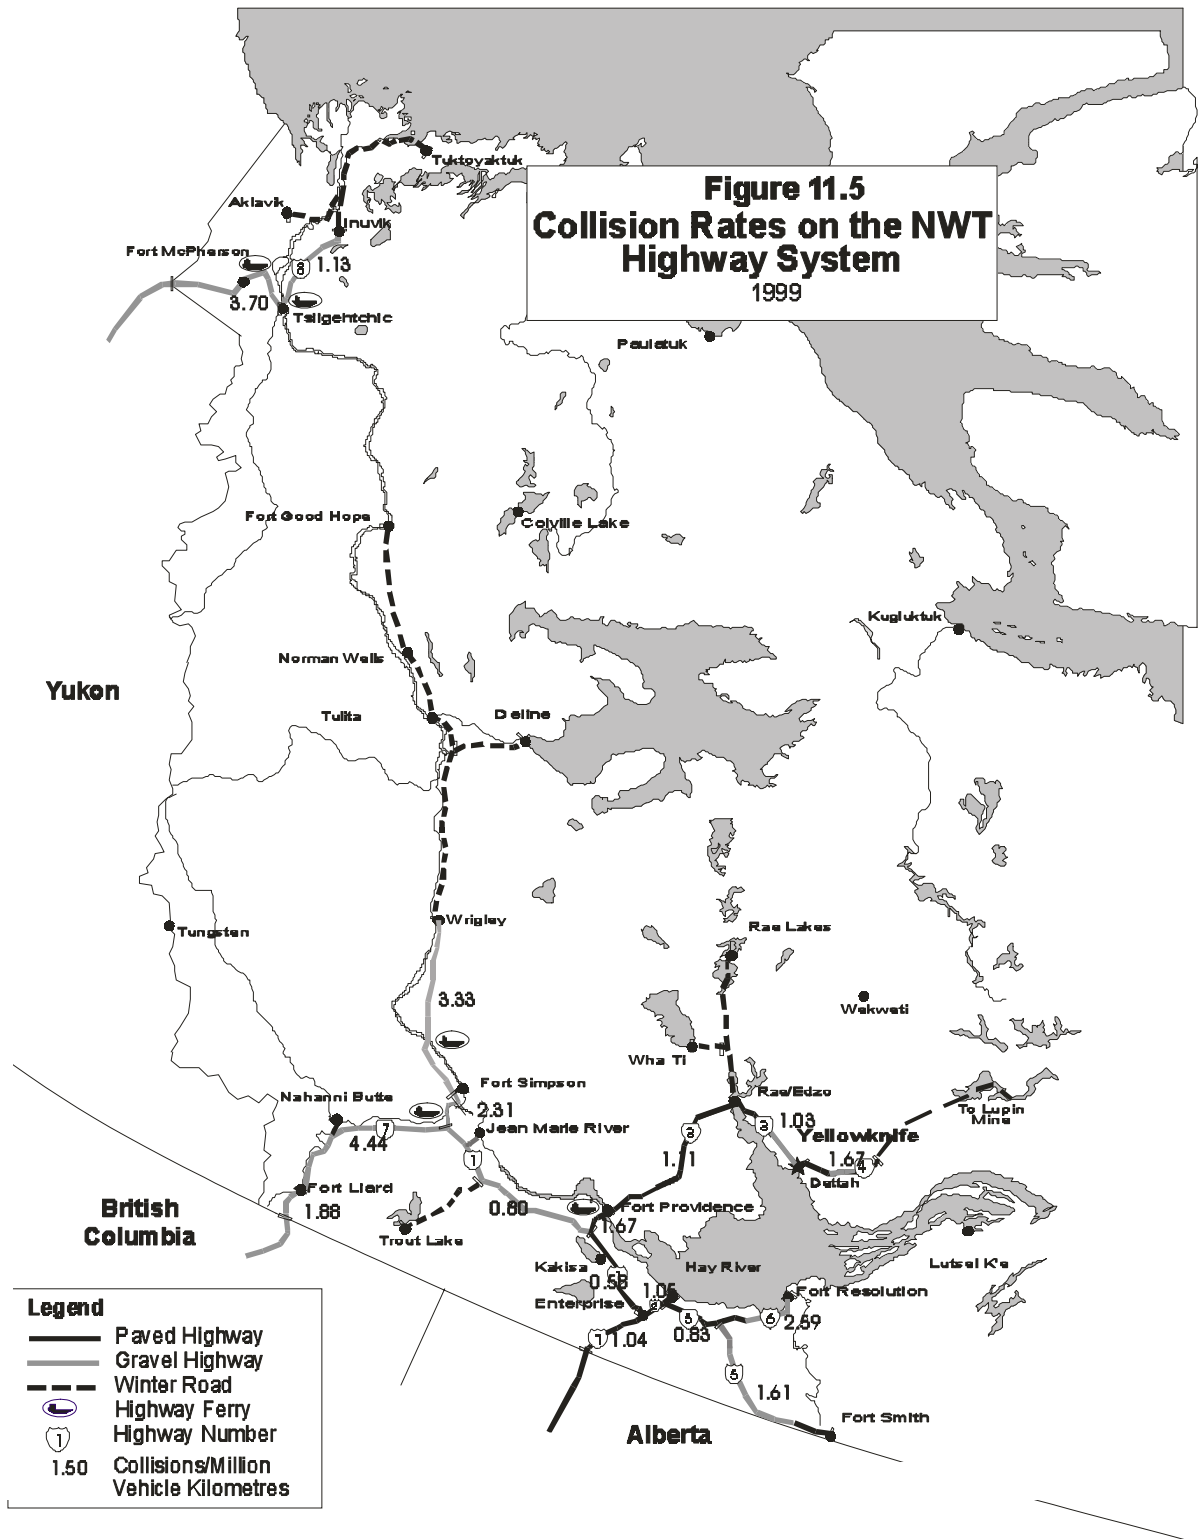 Figure 11.5
Collision Rates on the NWT
Highway System
1999
Tuktoyaktuk
Aklavik
Inuvik
Fort McPherson
8
1.13
3.70
Tsiigehtchic
Paulatuk
Fort Good Hope
Colville Lake
Kugluktuk
Norman Wells
Yukon
Tulita
Deline
Wrigley
Rae Lakes
Tungsten
3.33
Wekweti
Wha Ti
Fort Simpson
Rae/Edzo
Nahanni Butte
2.31
1.03
To Lupin
Mine
3
3
7
Jean Marie River
Yellowknife
4.44
1
1.67
4
Dettah
Fort Liard
1.88
0.80
Fort Providence
British
Columbia
1.67
Trout Lake
Lutsel K'e
Kakisa
Hay River
1
0.58
1.05
Enterprise
Fort Resolution
5
6
2.59
0.83
1
1.04
5
1.61
Fort Smith
Alberta
Legend
Paved Highway
Gravel Highway
Winter Road
Highway Ferry
1
Highway Number
1.50
Collisions/Million
Vehicle Kilometres